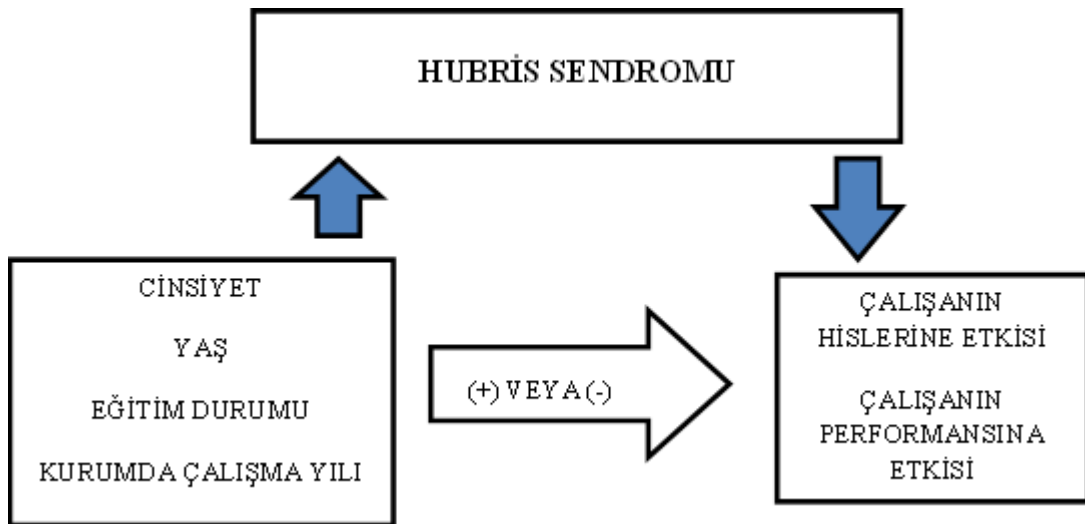 HUBRİS SENDROMU
CİNSİYET
YAŞ
EĞİTİM DURUMU
KURUMDA ÇALIŞMA YILI
(+) VEYA (-)
ÇALIŞANIN
HİSLERİNE ETKİSİ
ÇALIŞANIN
PERFORMANSINA
ETKİSİ